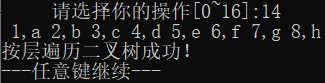 请选择你的操作[0~16]:14
1,a 2,b 3,c 4,d 5,e 6,f 7,g 8,h
按层遍历二叉树成功!
---任意键继续---